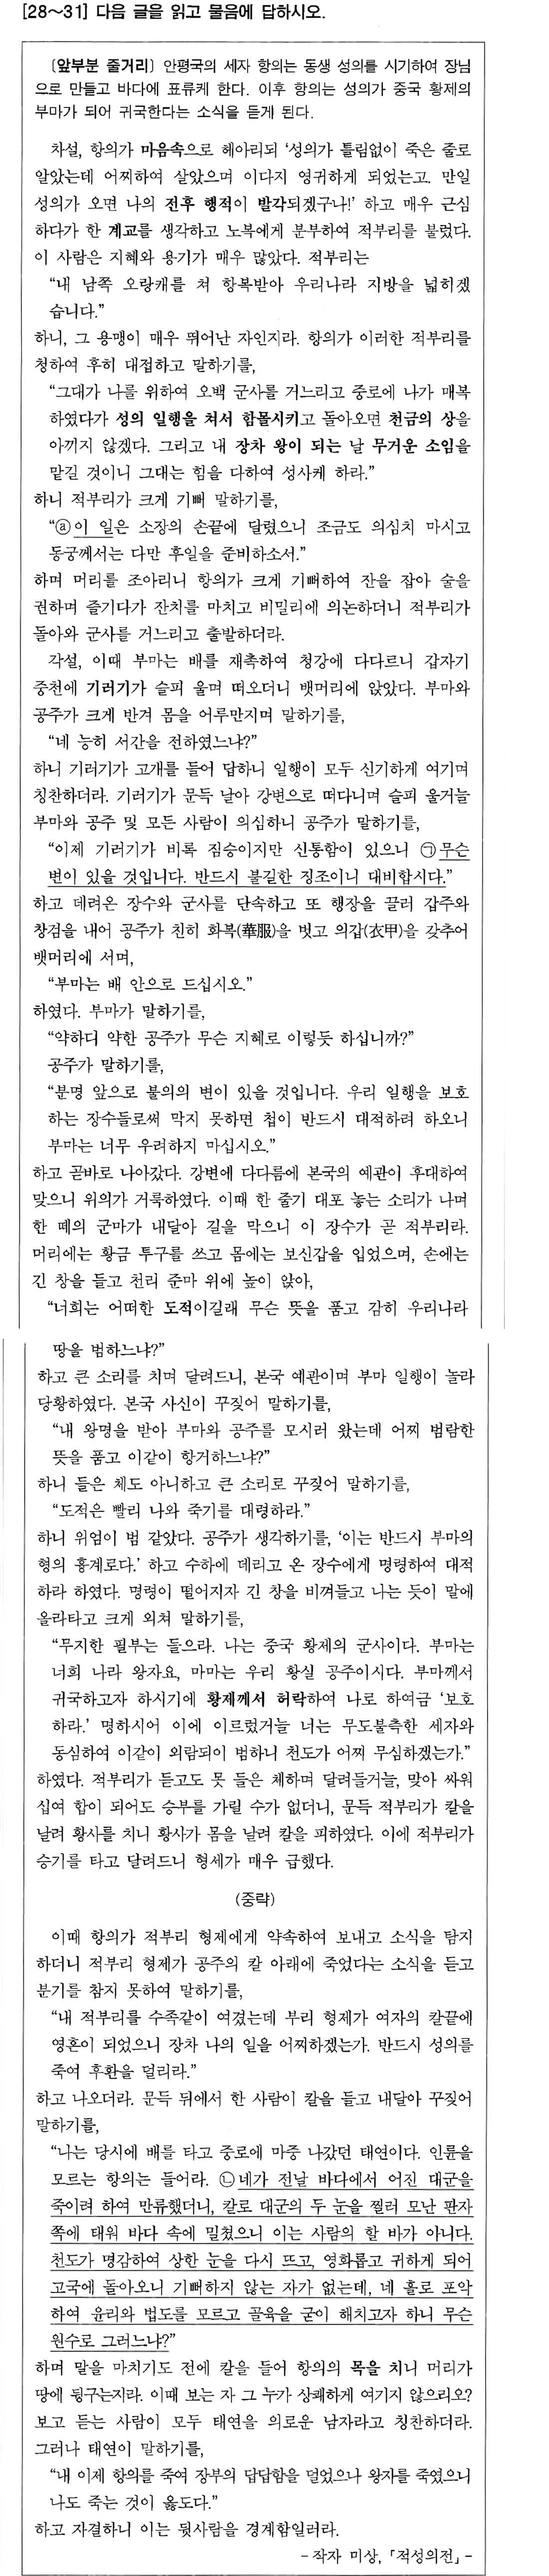 [28～31] 다음 글을 읽고 물음에 답하시오.
〔앞부분 줄거리〕 안평국의 세자 항의는 동생 성의를 시기하여 장님
으로 만들고 바다에 표류케 한다. 이후 항의는 성의가 중국 황제의
부마가 되어 귀국한다는 소식을 듣게 된다.
차설, 항의가 마음속으로 헤아리되 ‘성의가 틀림없이 죽은 줄로
알았는데 어찌하여 살았으며 이다지 영귀하게 되었는고. 만일
성의가 오면 나의 전후 행적이 발각되겠구나!’ 하고 매우 근심
하다가 한 계교를 생각하고 노복에게 분부하여 적부리를 불렀다.
이 사람은 지혜와 용기가 매우 많았다. 적부리는
“내 남쪽 오랑캐를 쳐 항복받아 우리나라 지방을 넓히겠
습니다.”
하니, 그 용맹이 매우 뛰어난 자인지라. 항의가 이러한 적부리를
청하여 후히 대접하고 말하기를,
“그대가 나를 위하여 오백 군사를 거느리고 중로에 나가 매복
하였다가 성의 일행을 쳐서 함몰시키고 돌아오면 천금의 상을
아끼지 않겠다. 그리고 내 장차 왕이 되는 날 무거운 소임을
맡길 것이니 그대는 힘을 다하여 성사케 하라.”
하니 적부리가 크게 기뻐 말하기를,
“ⓐ이 일은 소장의 손끝에 달렸으니 조금도 의심치 마시고
동궁께서는 다만 후일을 준비하소서.”
하며 머리를 조아리니 항의가 크게 기뻐하여 잔을 잡아 술을
권하며 즐기다가 잔치를 마치고 비밀리에 의논하더니 적부리가
돌아와 군사를 거느리고 출발하더라.
각설, 이때 부마는 배를 재촉하여 청강에 다다르니 갑자기
중천에 기러기가 슬피 울며 떠오더니 뱃머리에 앉았다. 부마와
공주가 크게 반겨 몸을 어루만지며 말하기를,
“네 능히 서간을 전하였느냐?”
하니 기러기가 고개를 들어 답하니 일행이 모두 신기하게 여기며
칭찬하더라. 기러기가 문득 날아 강변으로 떠다니며 슬피 울거늘
부마와 공주 및 모든 사람이 의심하니 공주가 말하기를,
“이제 기러기가 비록 짐승이지만 신통함이 있으니 ㉠무슨
변이 있을 것입니다. 반드시 불길한 징조이니 대비합시다.”
하고 데려온 장수와 군사를 단속하고 또 행장을 끌러 갑주와
창검을 내어 공주가 친히 화복(華服)을 벗고 의갑(衣甲)을 갖추어
뱃머리에 서며,
“부마는 배 안으로 드십시오.”
하였다. 부마가 말하기를,
“약하디 약한 공주가 무슨 지혜로 이렇듯 하십니까?”
공주가 말하기를,
“분명 앞으로 불의의 변이 있을 것입니다. 우리 일행을 보호
하는 장수들로써 막지 못하면 첩이 반드시 대적하려 하오니
부마는 너무 우려하지 마십시오.”
하고 곧바로 나아갔다. 강변에 다다름에 본국의 예관이 후대하여
맞으니 위의가 거룩하였다. 이때 한 줄기 대포 놓는 소리가 나며
한 떼의 군마가 내달아 길을 막으니 이 장수가 곧 적부리라.
머리에는 황금 투구를 쓰고 몸에는 보신갑을 입었으며, 손에는
긴 창을 들고 천리 준마 위에 높이 앉아,
“너희는 어떠한 도적이길래 무슨 뜻을 품고 감히 우리나라
땅을 범하느냐?”
하고 큰 소리를 치며 달려드니, 본국 예관이며 부마 일행이 놀라
당황하였다. 본국 사신이 꾸짖어 말하기를,
“내 왕명을 받아 부마와 공주를 모시러 왔는데 어찌 범람한
뜻을 품고 이같이 항거하느냐?”
하니 들은 체도 아니하고 큰 소리로 꾸짖어 말하기를,
“도적은 빨리 나와 죽기를 대령하라.”
하니 위엄이 범 같았다. 공주가 생각하기를, ‘이는 반드시 부마의
형의 흉계로다.’ 하고 수하에 데리고 온 장수에게 명령하여 대적
하라 하였다. 명령이 떨어지자 긴 창을 비껴들고 나는 듯이 말에
올라타고 크게 외쳐 말하기를,
“무지한 필부는 들으라. 나는 중국 황제의 군사이다. 부마는
너희 나라 왕자요, 마마는 우리 황실 공주이시다. 부마께서
귀국하고자 하시기에 황제께서 허락하여 나로 하여금 ‘보호
하라.’ 명하시어 이에 이르렀거늘 너는 무도불측한 세자와
동심하여 이같이 외람되이 범하니 천도가 어찌 무심하겠는가.”
하였다. 적부리가 듣고도 못 들은 체하며 달려들거늘, 맞아 싸워
십여 합이 되어도 승부를 가릴 수가 없더니, 문득 적부리가 칼을
날려 황사를 치니 황사가 몸을 날려 칼을 피하였다. 이에 적부리가
승기를 타고 달려드니 형세가 매우 급했다.
(중략)
이때 항의가 적부리 형제에게 약속하여 보내고 소식을 탐지
하더니 적부리 형제가 공주의 칼 아래에 죽었다는 소식을 듣고
분기를 참지 못하여 말하기를,
“내 적부리를 수족같이 여겼는데 부리 형제가 여자의 칼끝에
영혼이 되었으니 장차 나의 일을 어찌하겠는가. 반드시 성의를
죽여 후환을 덜리라.”
하고 나오더라. 문득 뒤에서 한 사람이 칼을 들고 내달아 꾸짖어
말하기를,
“나는 당시에 배를 타고 중로에 마중 나갔던 태연이다. 인륜을
모르는 항의는 들어라. ㉡네가 전날 바다에서 어진 대군을
죽이려 하여 만류했더니, 칼로 대군의 두 눈을 찔러 모난 판자
쪽에 태워 바다 속에 밀쳤으니 이는 사람의 할 바가 아니다.
천도가 명감하여 상한 눈을 다시 뜨고, 영화롭고 귀하게 되어
고국에 돌아오니 기뻐하지 않는 자가 없는데, 네 홀로 포악
하여 윤리와 법도를 모르고 골육을 굳이 해치고자 하니 무슨
원수로 그러느냐?”
하며 말을 마치기도 전에 칼을 들어 항의의 목을 치니 머리가
땅에 뒹구는지라. 이때 보는 자 그 누가 상쾌하게 여기지 않으리오?
보고 듣는 사람이 모두 태연을 의로운 남자라고 칭찬하더라.
그러나 태연이 말하기를,
“내 이제 항의를 죽여 장부의 답답함을 덜었으나 왕자를 죽였으니
나도 죽는 것이 옳도다.”
하고 자결하니 이는 뒷사람을 경계함일러라.
- 작자 미상, ｢적성의전｣ -